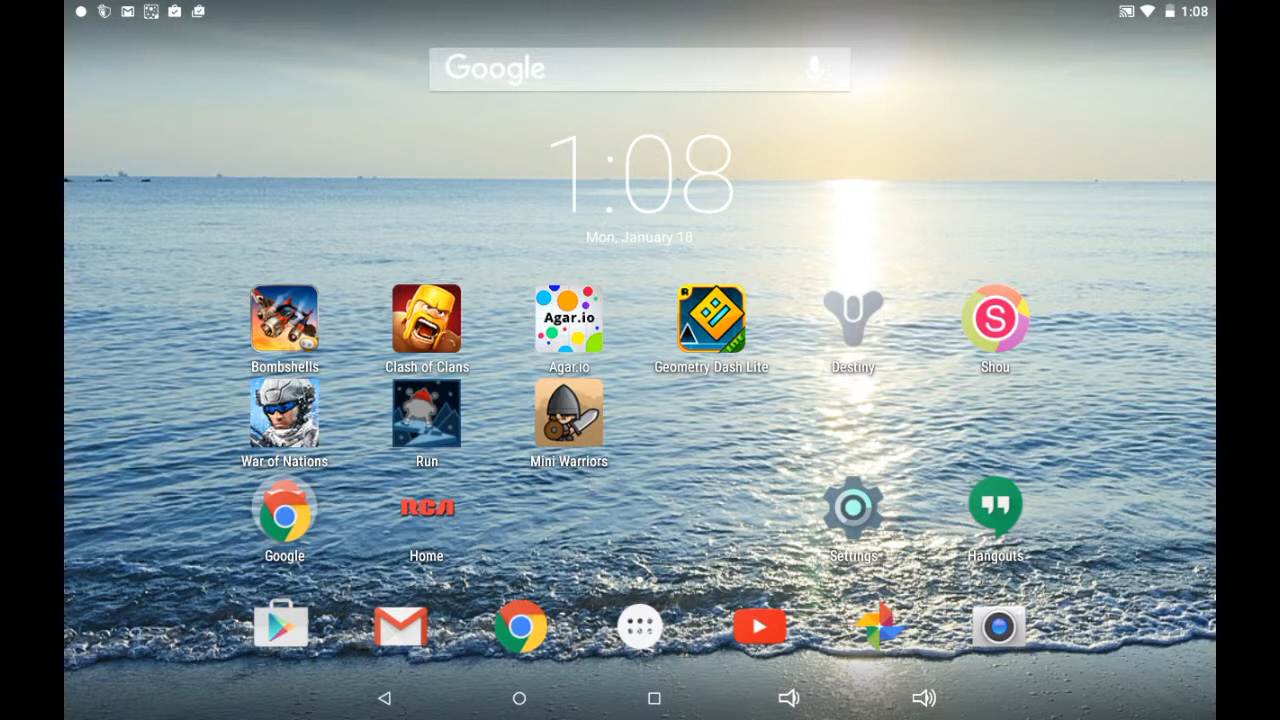 1:08
Google
1:08
Mon, January 18
Agar.io
Bombshells
Clash of Clans
Agar.io
Geometry Dash Lite
Destiny
S
Shou
War of Nations
Run
Mini Warriors
RCA
Google
Home
Settings
Hangouts